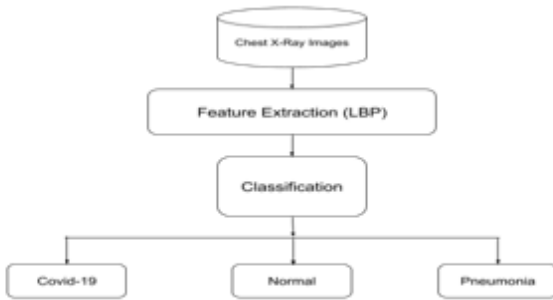 Chest X-Ray Images
Feature Extraction (LBP)
Classification
Covid-19
Normal
Pneumonia